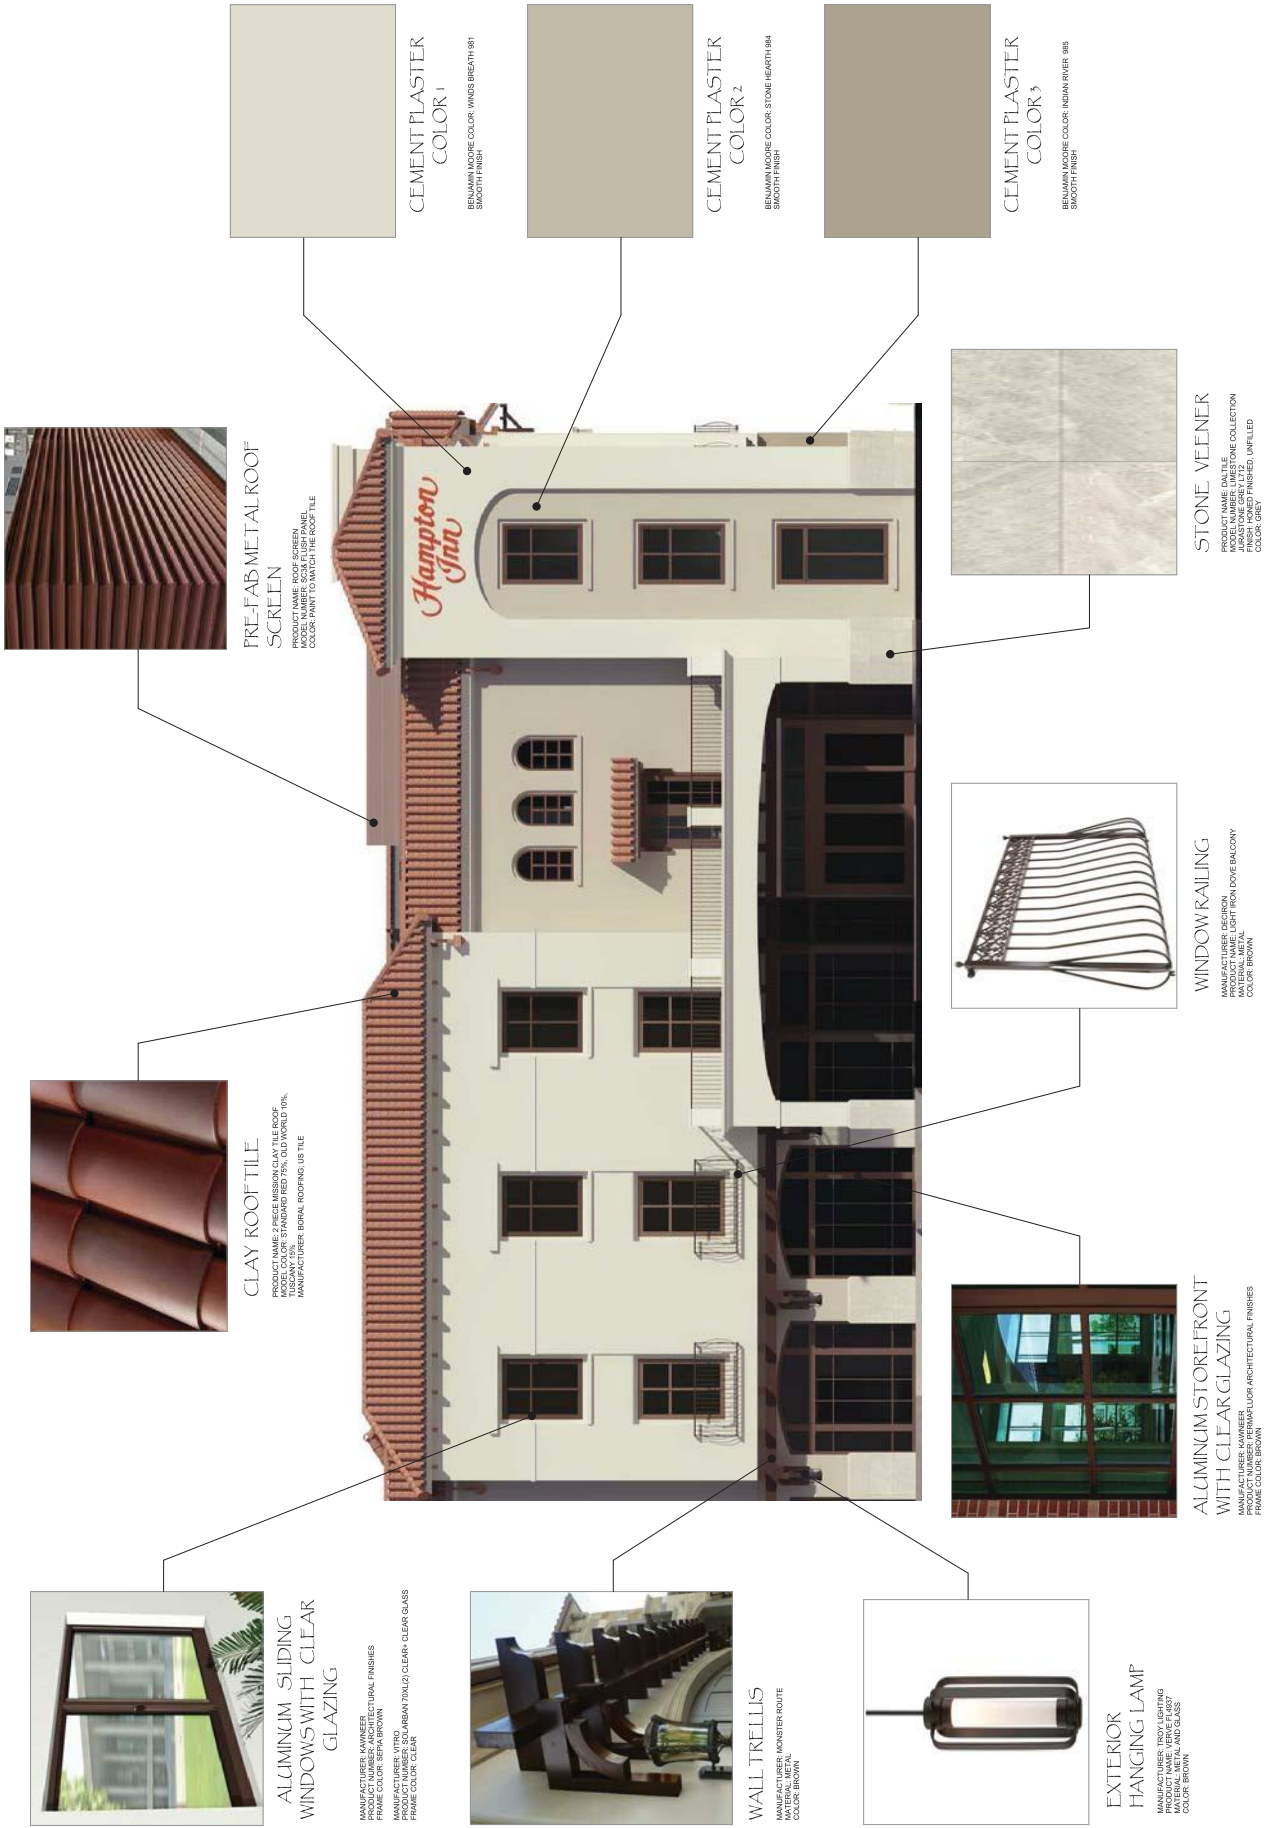 ALUMINUM SLIDING
WINDOWS WITH CLEAR
GLAZING
MANUFACTURER: KAWNEER
PRODUCT NUMBER: ARCHITECTURAL FINISHES
FRAME COLOR: SEPIA BROWN
MANUFACTURER: VITRO
PRODUCT NUMBER: SOLARBAN 70XL(2) CLEAR+ CLEAR GLASS
FRAME COLOR: CLEAR
CLAY ROOF TILE
PRODUCT NAME: 2 PIECE MISSION CLAY TILE ROOF
MODEL COLOR: STANDARD RED 75%, OLD WORLD 10%,
TUSCANY 15%
MANUFACTURER: BORAL ROOFING; US TILE
PRE-FAB METAL ROOF
SCREEN
PRODUCT NAME: ROOF SCREEN
MODEL NUMBER: SC3& FLUSH PANEL
COLOR: PAINT TO MATCH THE ROOF TILE
CEMENT PLASTER
COLOR 1
BENJAMIN MOORE COLOR: WINDS BREATH 981
SMOOTH FINISH
Hampton
Inn
CEMENT PLASTER
COLOR 2
BENJAMIN MOORE COLOR: STONE HEARTH 984
SMOOTH FINISH
CEMENT PLASTER
COLOR 3
BENJAMIN MOORE COLOR: INDIAN RIVER 985
SMOOTH FINISH
WALL TRELLIS
MANUFACTURER: MONSTER ROUTE
MATERIAL: METAL
COLOR: BROWN
EXTERIOR
HANGING LAMP
MANUFACTURER: TROY LIGHTING
PRODUCT NAME: VERVE FL4937
MATERIAL: METAL AND GLASS
COLOR: BROWN
ALUMINUM STOREFRONT
WITH CLEAR GLAZING
MANUFACTURER: KAWNEER
PRODUCT NUMBER: PERMAFLUOR ARCHITECTURAL FINISHES
FRAME COLOR: BROWN
WINDOW RAILING
MANUFACTURER: DECIRON
PRODUCT NAME: LIGHT IRON DOVE BALCONY
MATERIAL: METAL
COLOR: BROWN
STONE VEENER
PRODUCT NAME: DALTILE
MODEL NUMBER: LIMESTONE COLLECTION
JURASTONE GREY L712
FINISH: HONED FINISHED, UNFILLED
COLOR: GREY